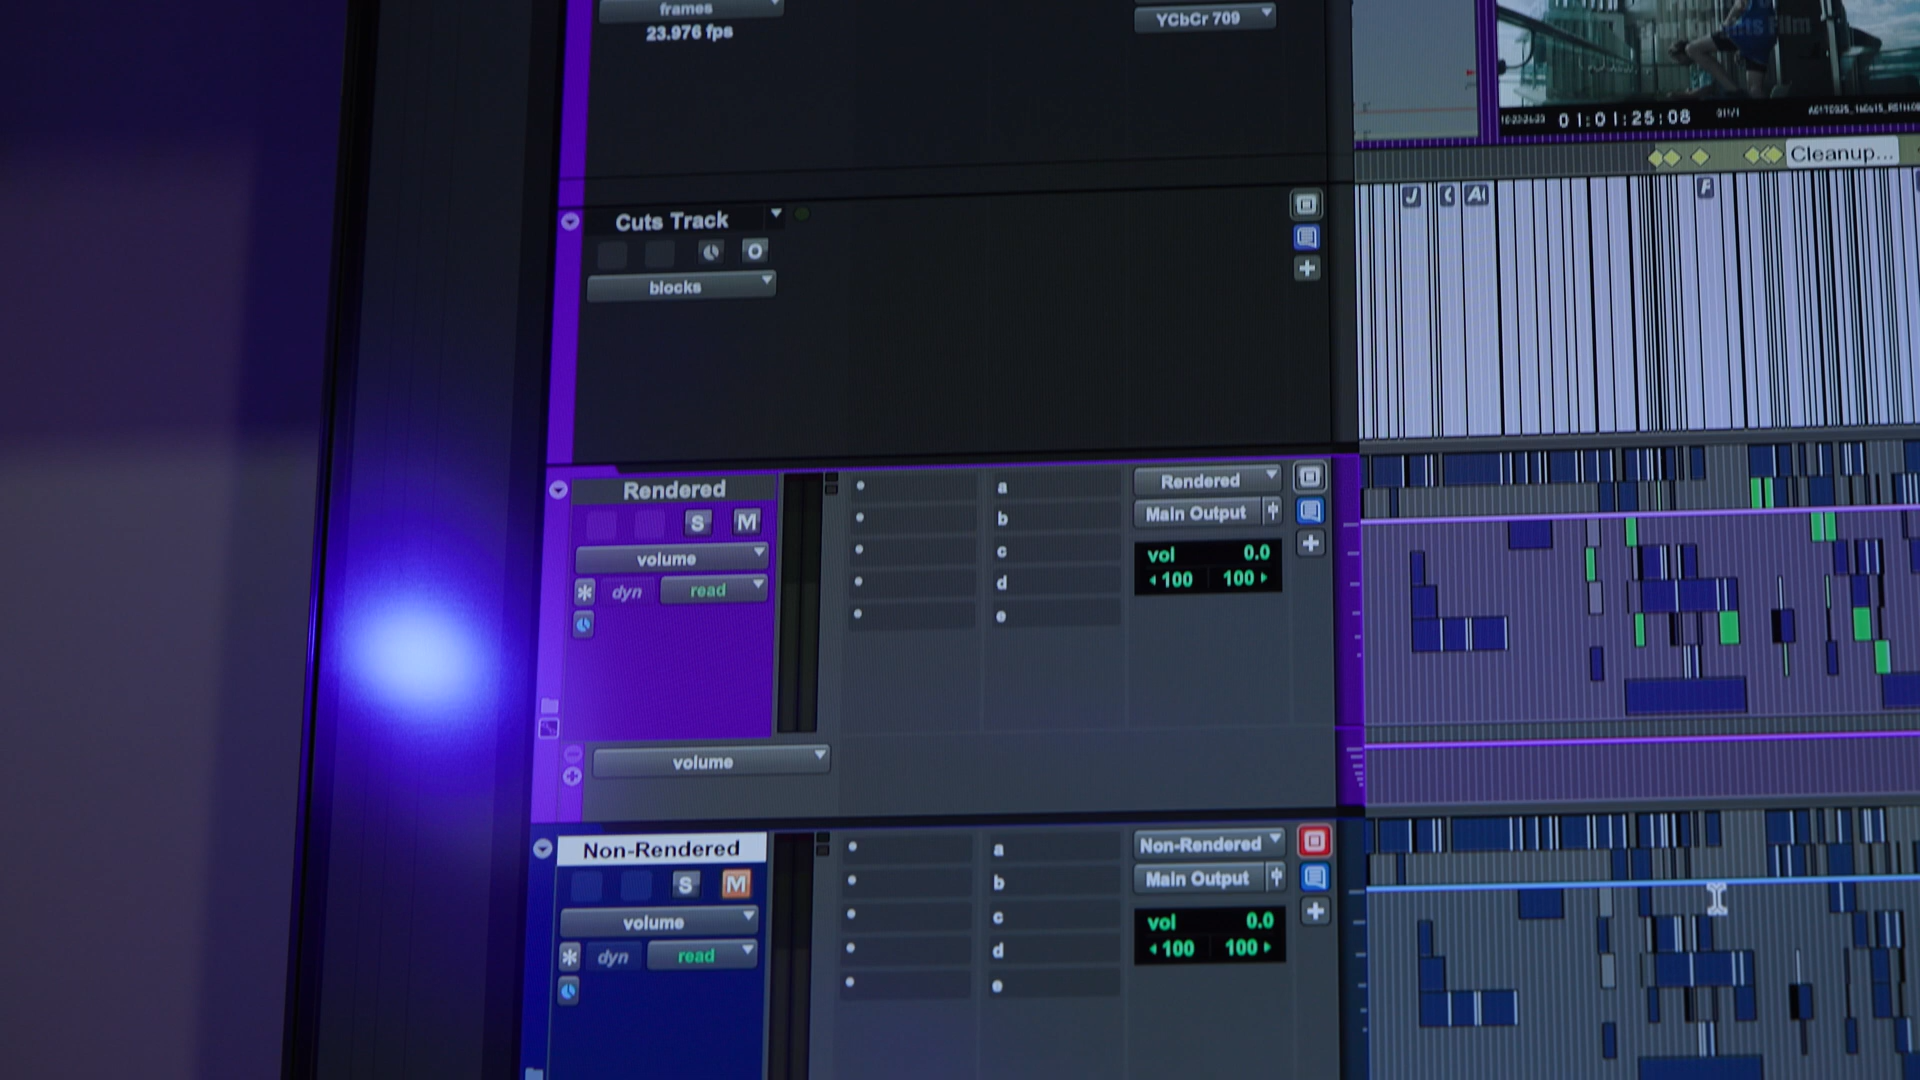 frames
23.976 fps
YCbCr 709
01:01:25:08
Cleanup...
J
AI
F
Cuts Track
blocks
Rendered
S M
volume
dyn read
a
b
c
d
e
Rendered
Main Output
vol 0.0
100 100
volume
Non-Rendered
S M
volume
dyn read
a
b
c
d
e
Non-Rendered
Main Output
vol 0.0
100 100